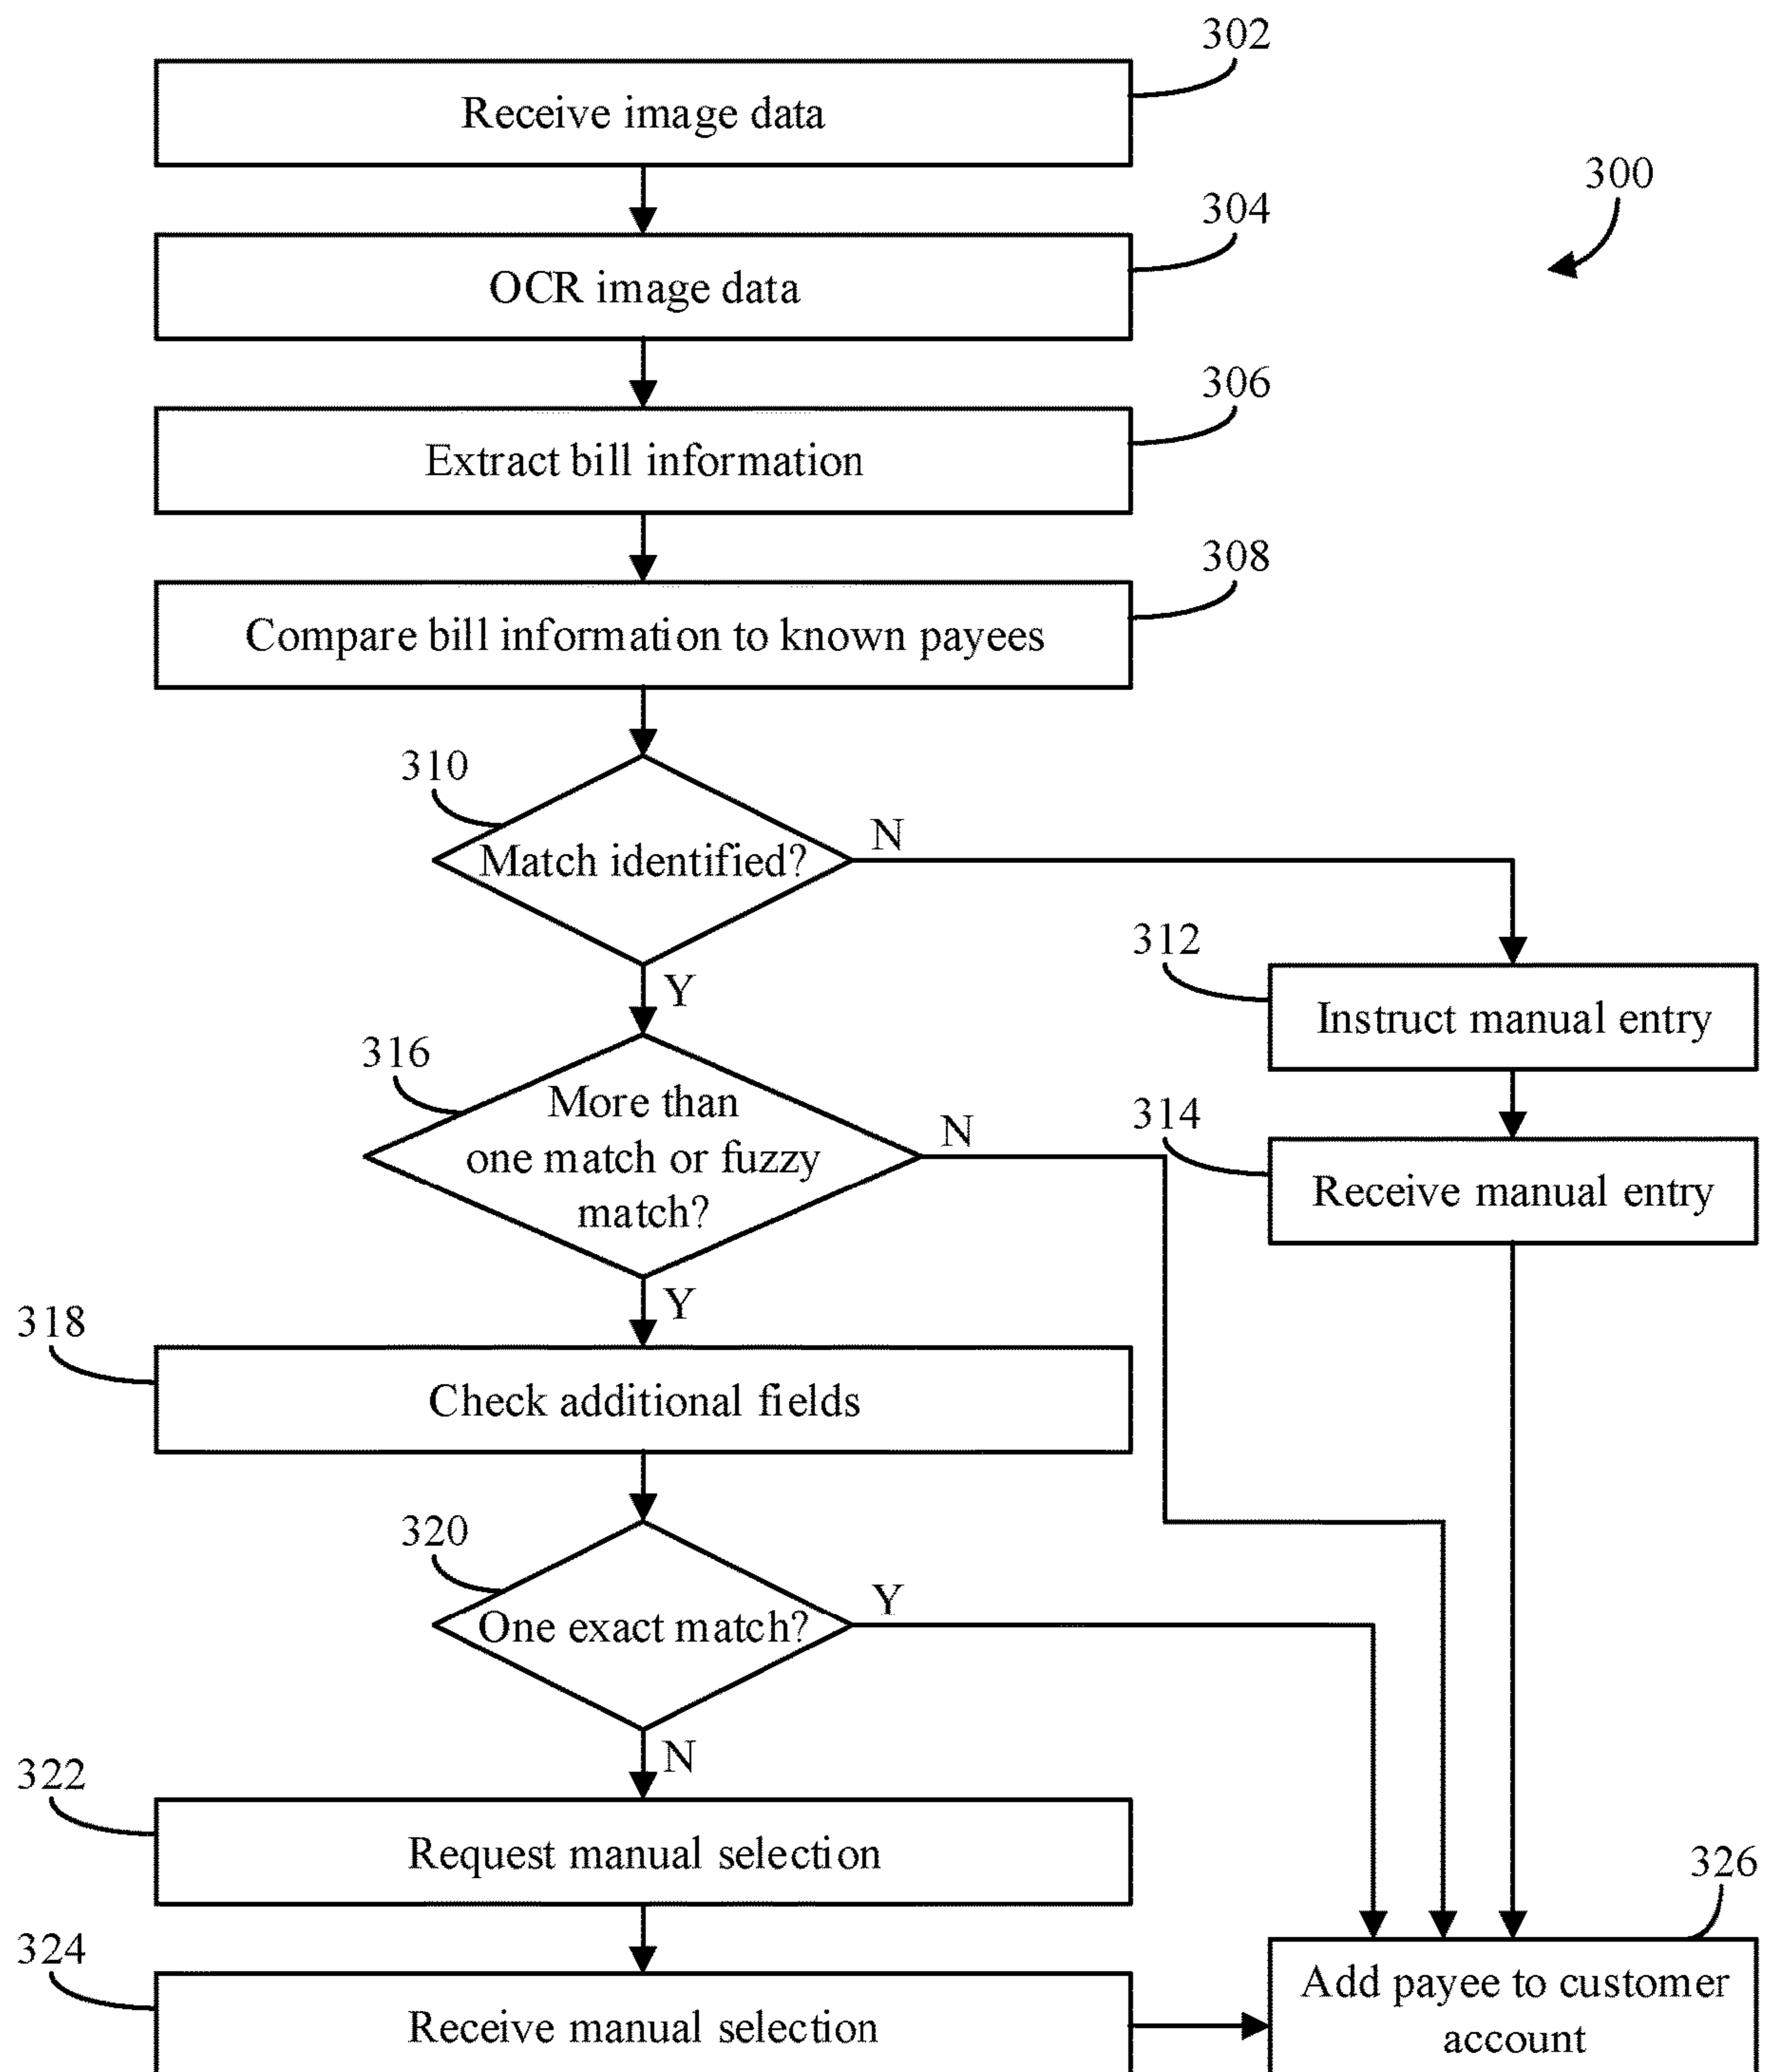 302
Receive image data
300
304
OCR image data
306
Extract bill information
308
Compare bill information to known payees
310
N
Match identified?
312
Y
Instruct manual entry
316
More than
314
N
one match or fuzzy
Receive manual entry
match?
Y
318
Check additional fields
320
Y
One exact match?
N
322
Request manual selection
326
324
Add payee to customer
Receive manual selection
account